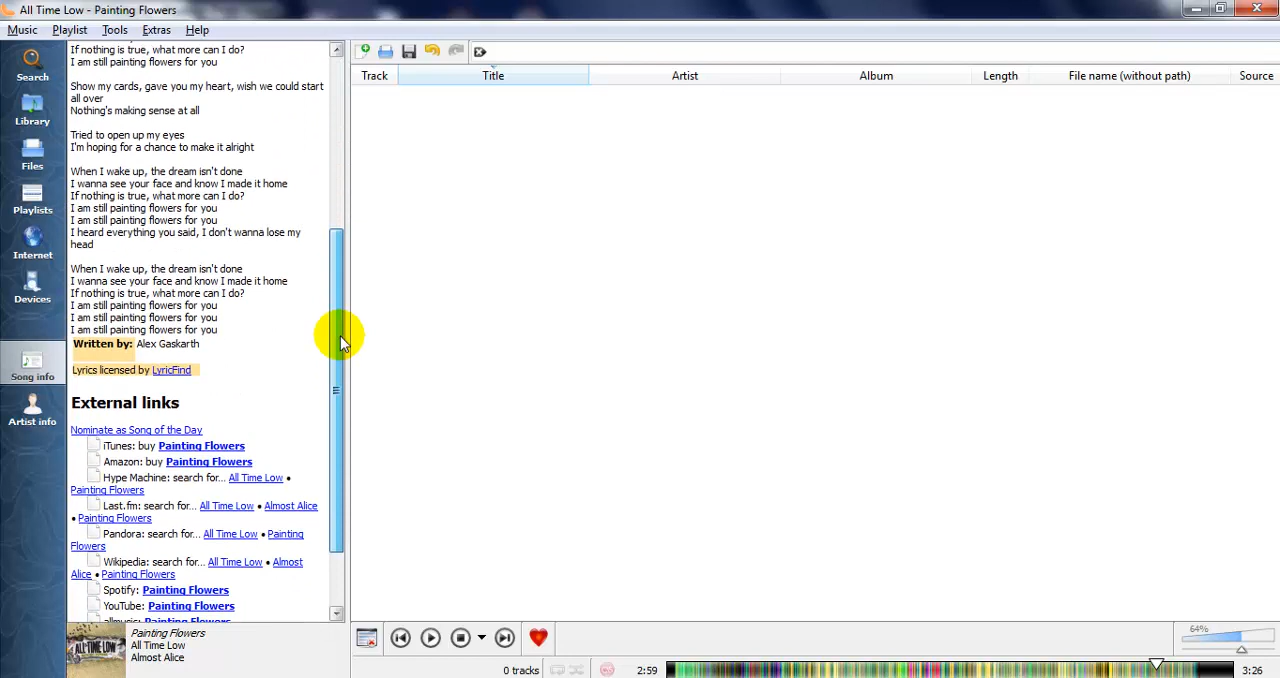 All Time Low - Painting Flowers
Music Playlist Tools Extras Help
Search
Library
Files
Playlists
Internet
Devices
Song info
Artist info
If nothing is true, what more can I do?
I am still painting flowers for you
Show my cards, gave you my heart, wish we could start
all over
Nothing's making sense at all
Tried to open up my eyes
I'm hoping for a chance to make it alright
When I wake up, the dream isn't done
I wanna see your face and know I made it home
If nothing is true, what more can I do?
I am still painting flowers for you
I am still painting flowers for you
I heard everything you said, I don't wanna lose my
head
When I wake up, the dream isn't done
I wanna see your face and know I made it home
If nothing is true, what more can I do?
I am still painting flowers for you
I am still painting flowers for you
I am still painting flowers for you
Written by: Alex Gaskarth
Lyrics licensed by LyricFind
External links
Nominate as Song of the Day
iTunes: buy Painting Flowers
Amazon: buy Painting Flowers
Hype Machine: search for... All Time Low •
Painting Flowers
Last.fm: search for... All Time Low • Almost Alice
• Painting Flowers
Pandora: search for... All Time Low • Painting
Flowers
Wikipedia: search for... All Time Low • Almost
Alice • Painting Flowers
Spotify: Painting Flowers
YouTube: Painting Flowers
Painting Flowers
All Time Low
Almost Alice
Track Title Artist Album Length File name (without path) Source
64%
0 tracks 2:59 3:26